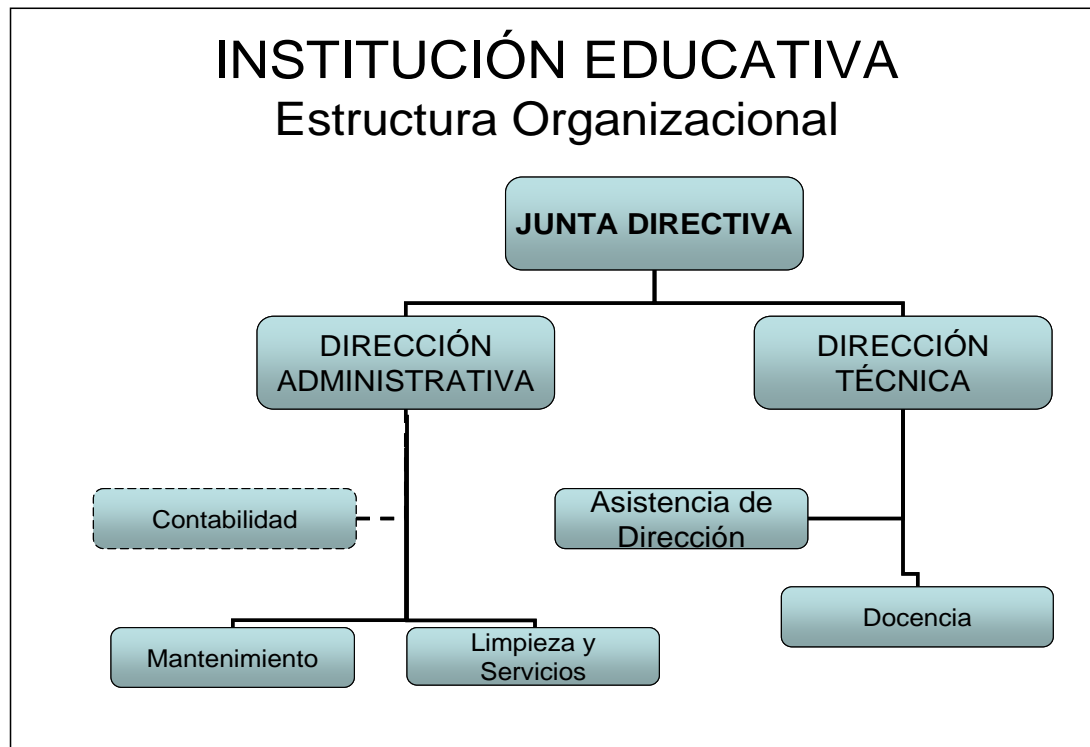 INSTITUCIÓN EDUCATIVA
Estructura Organizacional
JUNTA DIRECTIVA
DIRECCIÓN
ADMINISTRATIVA
DIRECCIÓN
TÉCNICA
Contabilidad
Asistencia de
Dirección
Mantenimiento
Limpieza y
Servicios
Docencia